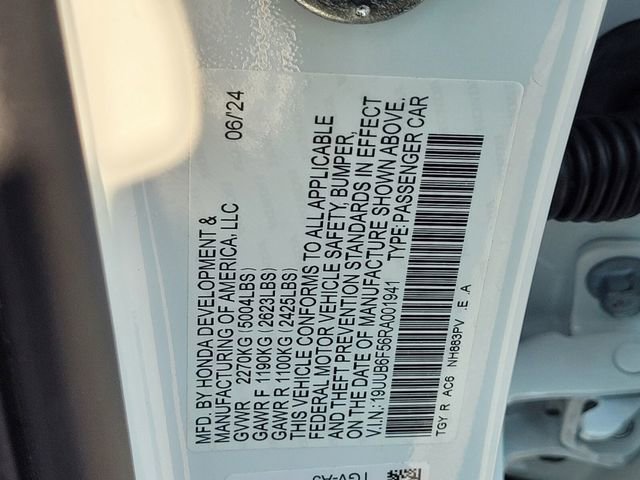 MFD. BY HONDA DEVELOPMENT &
MANUFACTURING OF AMERICA, LLC 06/'24
GVWR 2270KG (5004LBS)
GAWR F 1190KG (2623LBS)
GAWR R 1100KG (2425LBS)
THIS VEHICLE CONFORMS TO ALL APPLICABLE
FEDERAL MOTOR VEHICLE SAFETY, BUMPER,
AND THEFT PREVENTION STANDARDS IN EFFECT
ON THE DATE OF MANUFACTURE SHOWN ABOVE.
V.I.N.: 19UUB6F56RA001941 TYPE: PASSENGER CAR
TGY R AC6 NH883PV .E .A